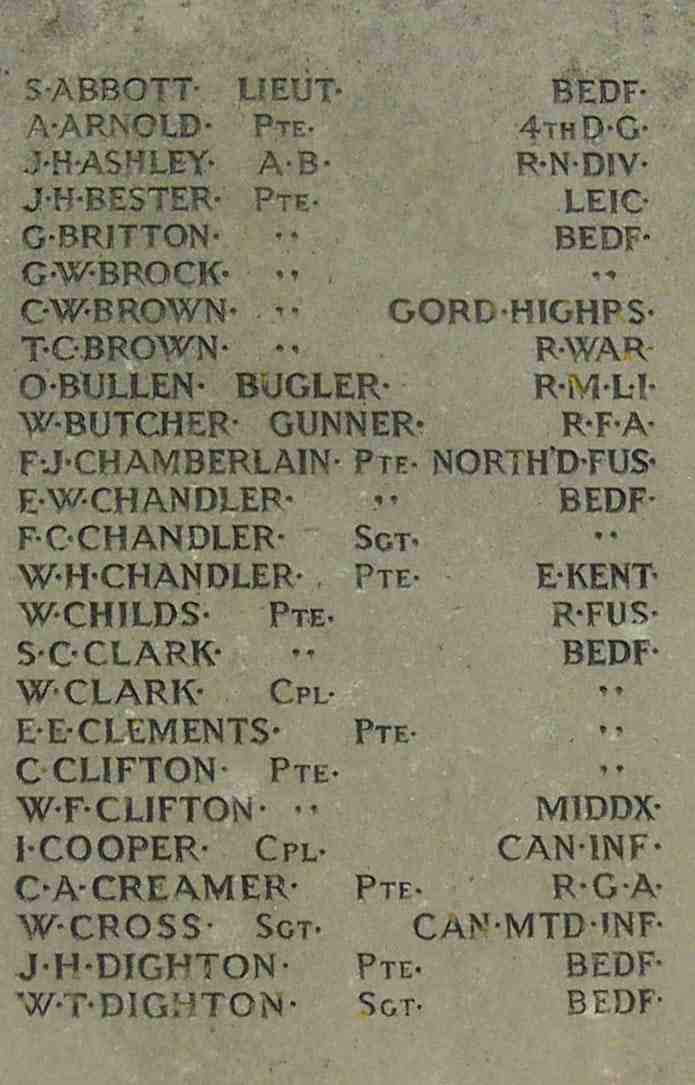 S·ABBOTT· LIEUT· BEDF·
A·ARNOLD· PTE· 4TH D·G·
J·H·ASHLEY· A·B· R·N·DIV·
J·H·BESTER· PTE· LEIC·
G·BRITTON· ,, BEDF·
G·W·BROCK· ,, ,,
C·W·BROWN· ,, GORD·HIGHRS·
T·C·BROWN· ,, R·WAR·
O·BULLEN· BUGLER· R·M·L·I·
W·BUTCHER· GUNNER· R·F·A·
F·J·CHAMBERLAIN· PTE· NORTH'D·FUS·
E·W·CHANDLER· ,, BEDF·
F·C·CHANDLER· SGT· ,,
W·H·CHANDLER· PTE· E·KENT·
W·CHILDS· PTE· R·FUS·
S·C·CLARK· ,, BEDF·
W·CLARK· CPL· ,,
E·E·CLEMENTS· PTE· ,,
C·CLIFTON· PTE· ,,
W·F·CLIFTON· ,, MIDDX·
I·COOPER· CPL· CAN·INF·
C·A·CREAMER· PTE· R·G·A·
W·CROSS· SGT· CAN·MTD·INF·
J·H·DIGHTON· PTE· BEDF·
W·T·DIGHTON· SGT· BEDF·